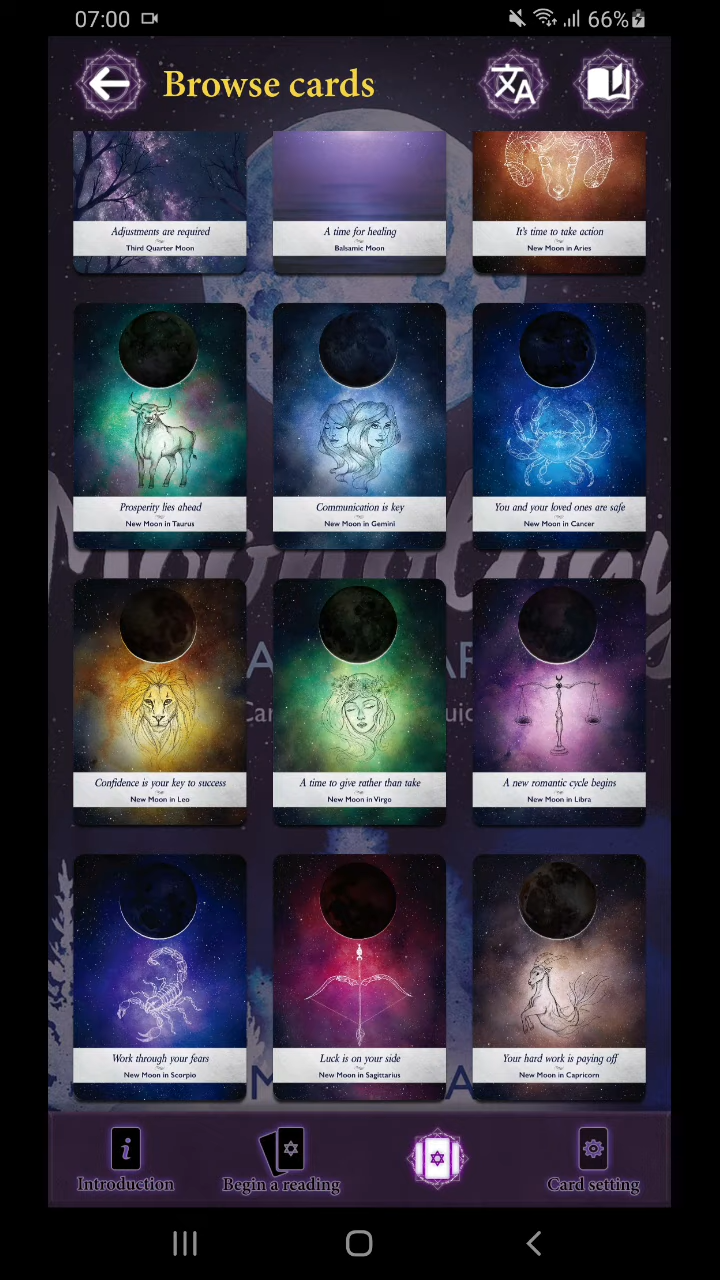 07:00
66%
Browse cards
Adjustments are required
Third Quarter Moon
A time for healing
Balsamic Moon
It's time to take action
New Moon in Aries
Prosperity lies ahead
New Moon in Taurus
Communication is key
New Moon in Gemini
You and your loved ones are safe
New Moon in Cancer
Moonology
Confidence is your key to success
New Moon in Leo
A time to give rather than take
New Moon in Virgo
A new romantic cycle begins
New Moon in Libra
Work through your fears
New Moon in Scorpio
Luck is on your side
New Moon in Sagittarius
Your hard work is paying off
New Moon in Capricorn
Introduction
Begin a reading
Card setting